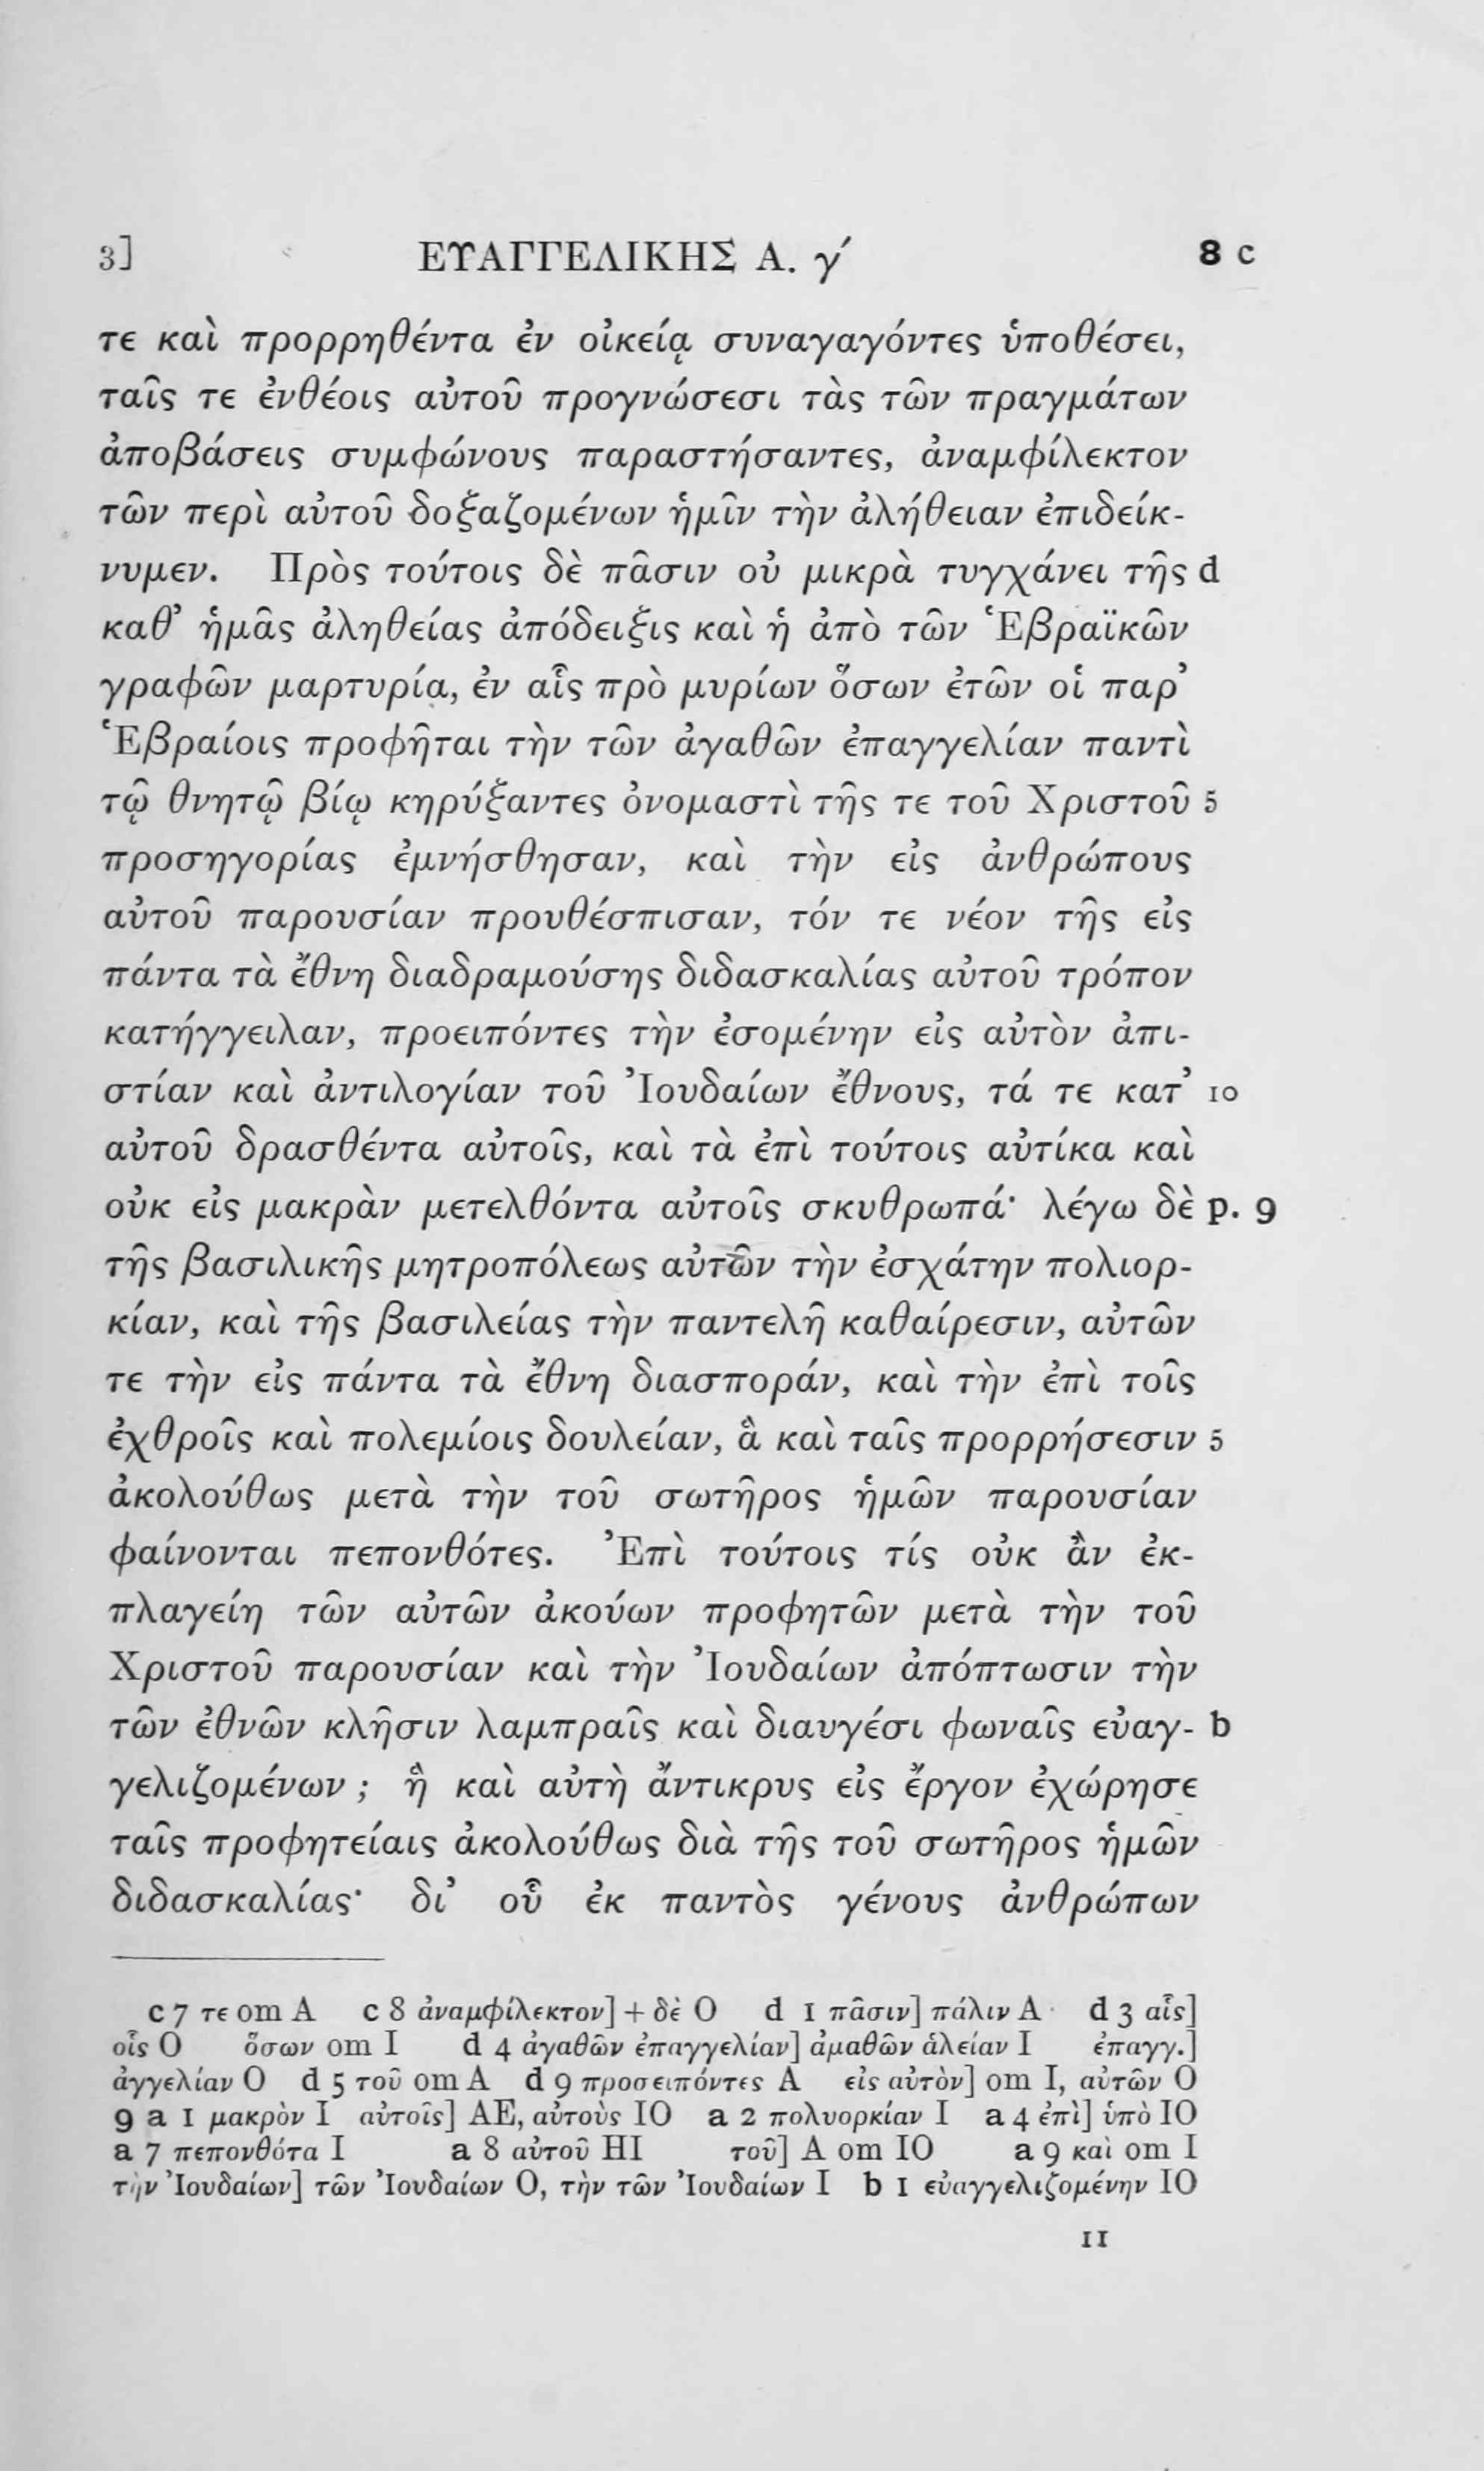 3] ΕΥΑΓΓΕΛΙΚΗΣ Α. γ´ 8 c
τε καὶ προρρηθέντα ἐν οἰκείᾳ συναγαγόντες ὑποθέσει,
ταῖς τε ἐνθέοις αὐτοῦ προγνώσεσι τὰς τῶν πραγμάτων
ἀποβάσεις συμφώνους παραστήσαντες, ἀναμφίλεκτον
τῶν περὶ αὐτοῦ δοξαζομένων ἡμῖν τὴν ἀλήθειαν ἐπιδείκ-
νυμεν. Πρὸς τούτοις δὲ πᾶσιν οὐ μικρὰ τυγχάνει τῆς d
καθ’ ἡμᾶς ἀληθείας ἀπόδειξις καὶ ἡ ἀπὸ τῶν Ἑβραϊκῶν
γραφῶν μαρτυρία, ἐν αἷς πρὸ μυρίων ὅσων ἐτῶν οἱ παρ’
Ἑβραίοις προφῆται τὴν τῶν ἀγαθῶν ἐπαγγελίαν παντὶ
τῷ θνητῷ βίῳ κηρύξαντες ὀνομαστὶ τῆς τε τοῦ Χριστοῦ 5
προσηγορίας ἐμνήσθησαν, καὶ τὴν εἰς ἀνθρώπους
αὐτοῦ παρουσίαν προυθέσπισαν, τόν τε νέον τῆς εἰς
πάντα τὰ ἔθνη διαδραμούσης διδασκαλίας αὐτοῦ τρόπον
κατήγγειλαν, προειπόντες τὴν ἐσομένην εἰς αὐτὸν ἀπι-
στίαν καὶ ἀντιλογίαν τοῦ Ἰουδαίων ἔθνους, τά τε κατ’ 10
αὐτοῦ δρασθέντα αὐτοῖς, καὶ τὰ ἐπὶ τούτοις αὐτίκα καὶ
οὐκ εἰς μακρὰν μετελθόντα αὐτοῖς σκυθρωπά· λέγω δὲ p. 9
τῆς βασιλικῆς μητροπόλεως αὐτῶν τὴν ἐσχάτην πολιορ-
κίαν, καὶ τῆς βασιλείας τὴν παντελῆ καθαίρεσιν, αὐτῶν
τε τὴν εἰς πάντα τὰ ἔθνη διασποράν, καὶ τὴν ἐπὶ τοῖς
ἐχθροῖς καὶ πολεμίοις δουλείαν, ἃ καὶ ταῖς προρρήσεσιν 5
ἀκολούθως μετὰ τὴν τοῦ σωτῆρος ἡμῶν παρουσίαν
φαίνονται πεπονθότες. Ἐπὶ τούτοις τίς οὐκ ἂν ἐκ-
πλαγείη τῶν αὐτῶν ἀκούων προφητῶν μετὰ τὴν τοῦ
Χριστοῦ παρουσίαν καὶ τὴν Ἰουδαίων ἀπόπτωσιν τὴν
τῶν ἐθνῶν κλῆσιν λαμπραῖς καὶ διαυγέσι φωναῖς εὐαγ- b
γελιζομένων ; ἣ καὶ αὐτὴ ἄντικρυς εἰς ἔργον ἐχώρησε
ταῖς προφητείαις ἀκολούθως διὰ τῆς τοῦ σωτῆρος ἡμῶν
διδασκαλίας· δι’ οὗ ἐκ παντὸς γένους ἀνθρώπων
c 7 τε om A c 8 ἀναμφίλεκτον] + δὲ O d 1 πᾶσιν] πάλιν A d 3 αἷς]
οἷς O ὅσων om I d 4 ἀγαθῶν ἐπαγγελίαν] ἀμαθῶν ἁλείαν I ἐπαγγ.]
ἀγγελίαν O d 5 τοῦ om A d 9 προσειπόντες A εἰς αὐτὸν] om I, αὐτῶν O
9 a 1 μακρὸν I αὐτοῖς] AE, αὐτοὺς IO a 2 πολυορκίαν I a 4 ἐπὶ] ὑπὸ IO
a 7 πεπονθότα I a 8 αὐτοῦ HI τοῦ] A om IO a 9 καὶ om I
τὴν Ἰουδαίων] τῶν Ἰουδαίων O, τὴν τῶν Ἰουδαίων I b 1 εὐαγγελιζομένην IO
11